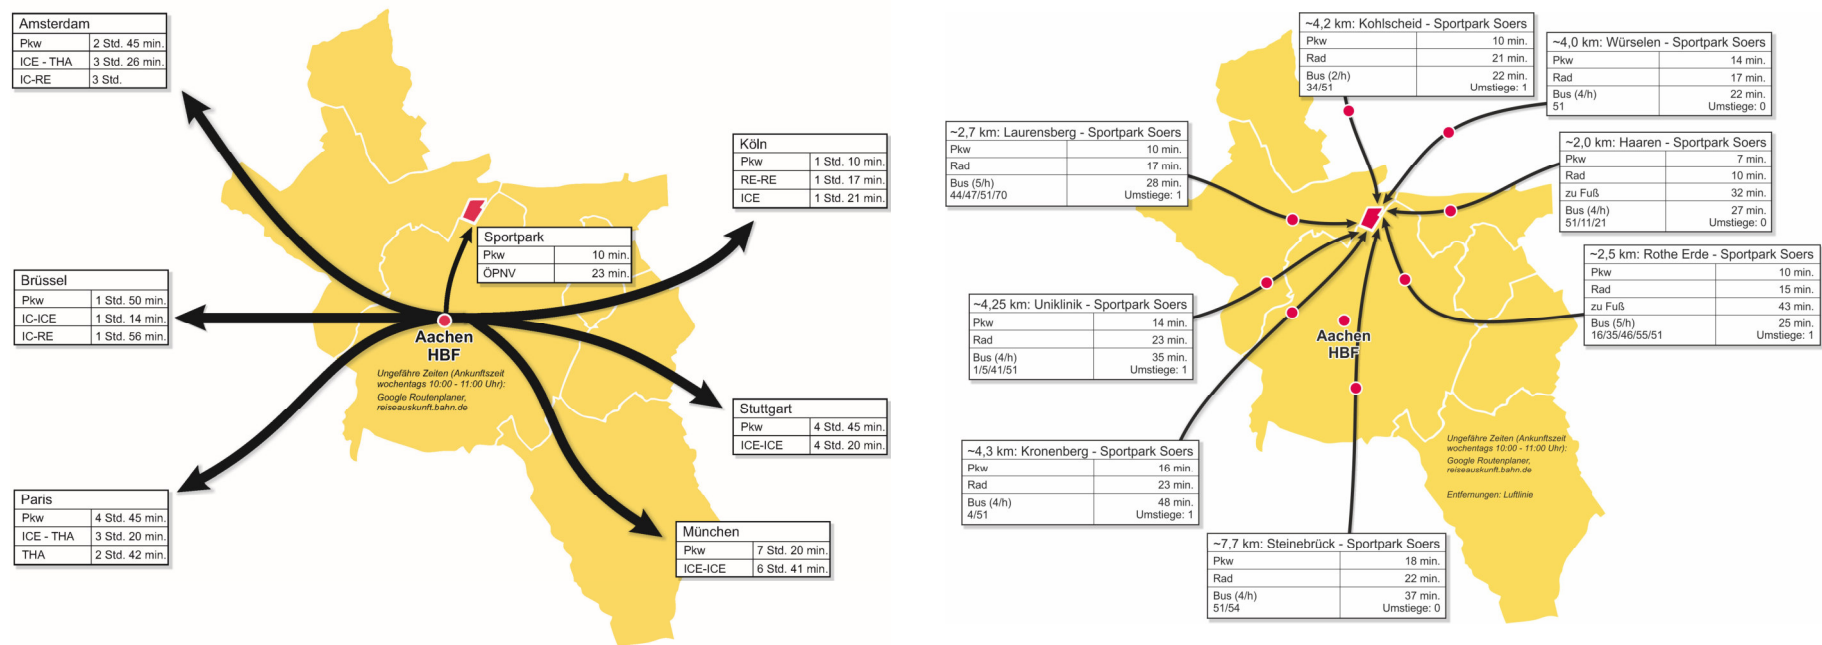 Amsterdam
Pkw 2 Std. 45 min.
ICE - THA 3 Std. 26 min.
IC-RE 3 Std.
Köln
Pkw 1 Std. 10 min.
RE-RE 1 Std. 17 min.
ICE 1 Std. 21 min.
Sportpark
Pkw 10 min.
ÖPNV 23 min.
Brüssel
Pkw 1 Std. 50 min.
IC-ICE 1 Std. 14 min.
IC-RE 1 Std. 56 min.
Aachen
HBF
Ungefähre Zeiten (Ankunftszeit
wochentags 10:00 - 11:00 Uhr):
Google Routenplaner,
reiseauskunft.bahn.de
Stuttgart
Pkw 4 Std. 45 min.
ICE-ICE 4 Std. 20 min.
Paris
Pkw 4 Std. 45 min.
ICE - THA 3 Std. 20 min.
THA 2 Std. 42 min.
München
Pkw 7 Std. 20 min.
ICE-ICE 6 Std. 41 min.
~4,2 km: Kohlscheid - Sportpark Soers
Pkw 10 min.
Rad 21 min.
Bus (2/h) 22 min.
34/51 Umstiege: 1
~4,0 km: Würselen - Sportpark Soers
Pkw 14 min.
Rad 17 min.
Bus (4/h) 22 min.
51 Umstiege: 0
~2,7 km: Laurensberg - Sportpark Soers
Pkw 10 min.
Rad 17 min.
Bus (5/h) 28 min.
44/47/51/70 Umstiege: 1
~2,0 km: Haaren - Sportpark Soers
Pkw 7 min.
Rad 10 min.
zu Fuß 32 min.
Bus (4/h) 27 min.
51/11/21 Umstiege: 0
~2,5 km: Rothe Erde - Sportpark Soers
Pkw 10 min.
Rad 15 min.
zu Fuß 43 min.
Bus (5/h) 25 min.
16/35/46/55/51 Umstiege: 1
~4,25 km: Uniklinik - Sportpark Soers
Pkw 14 min.
Rad 23 min.
Bus (4/h) 35 min.
1/5/41/51 Umstiege: 1
Aachen
HBF
~4,3 km: Kronenberg - Sportpark Soers
Pkw 16 min.
Rad 23 min.
Bus (4/h) 48 min.
4/51 Umstiege: 1
Ungefähre Zeiten (Ankunftszeit
wochentags 10:00 - 11:00 Uhr):
Google Routenplaner,
reiseauskunft.bahn.de
Entfernungen: Luftlinie
~7,7 km: Steinebrück - Sportpark Soers
Pkw 18 min.
Rad 22 min.
Bus (4/h) 37 min.
51/54 Umstiege: 0